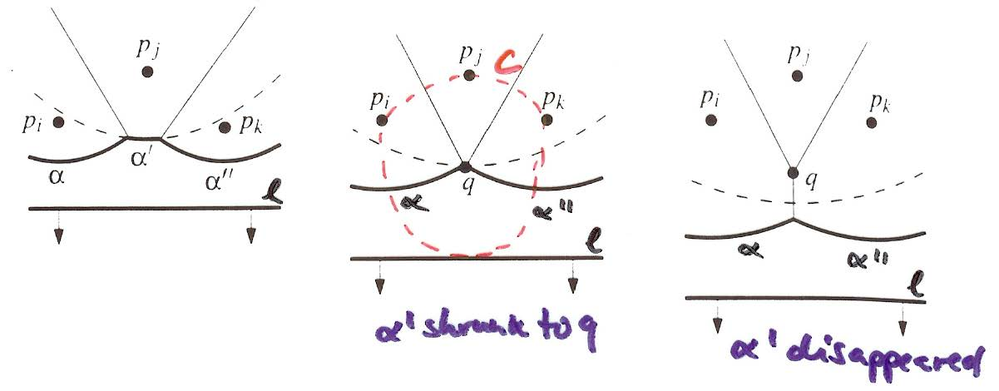 p_j
p_i
p_k
α'
α
α''
l
p_j
C
p_i
p_k
q
α
α''
l
α' shrunk to q
p_j
p_i
p_k
q
α
α''
l
α' disappeared